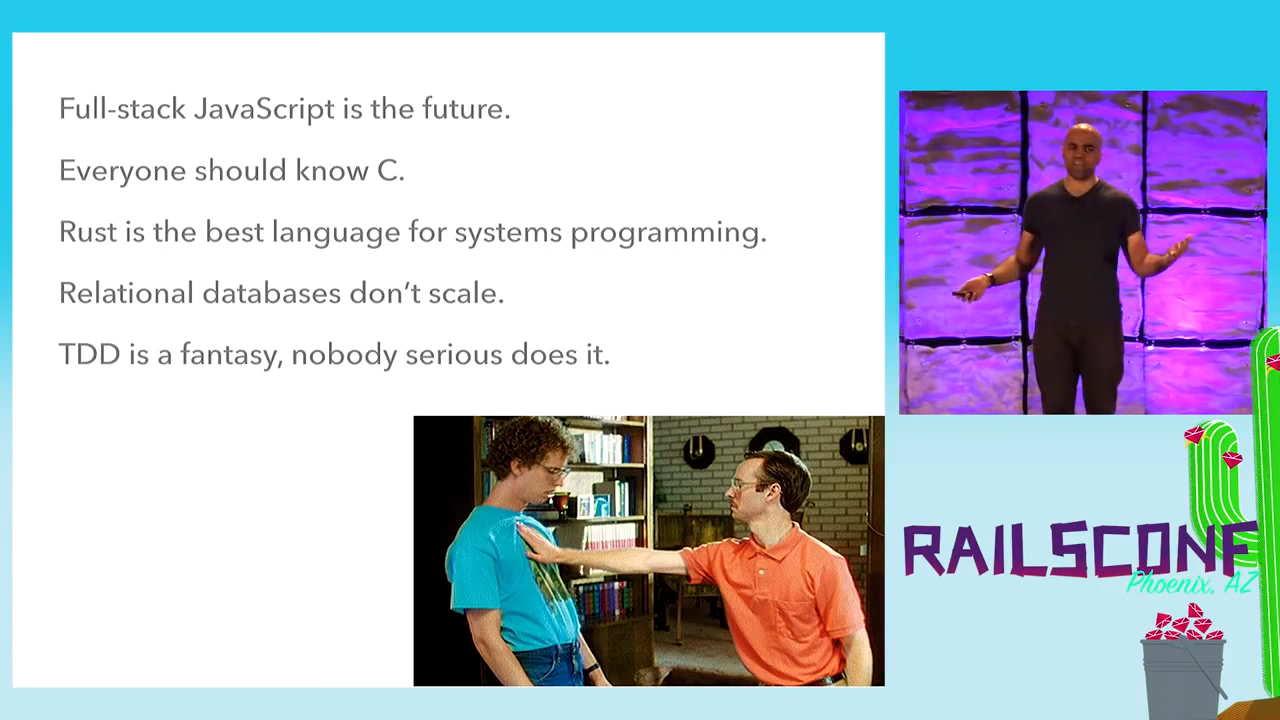 Full-stack JavaScript is the future.
Everyone should know C.
Rust is the best language for systems programming.
Relational databases don’t scale.
TDD is a fantasy, nobody serious does it.
RAILSCONF
Phoenix, AZ